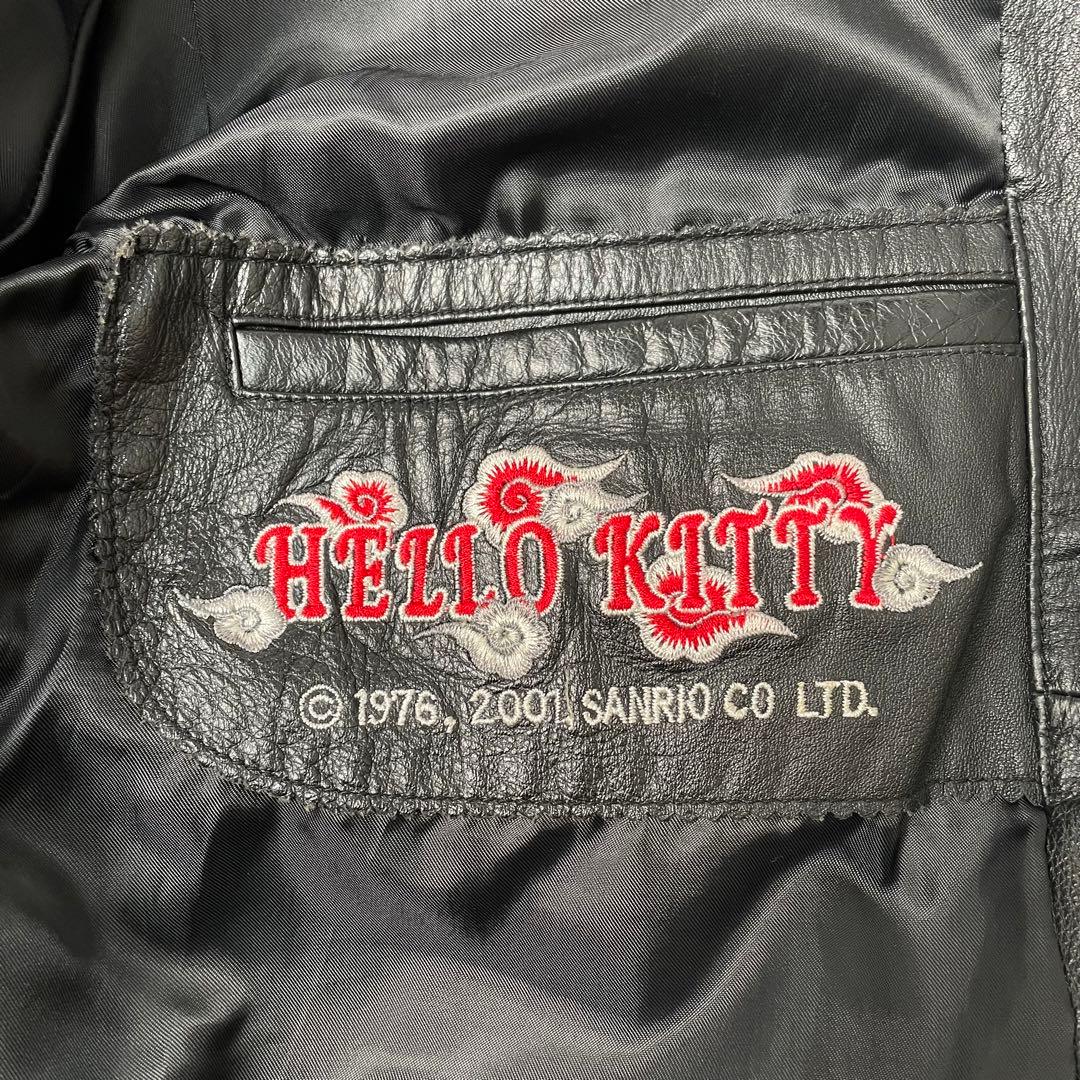 HELLO KITTY
© 1976, 2001 SANRIO CO LTD.